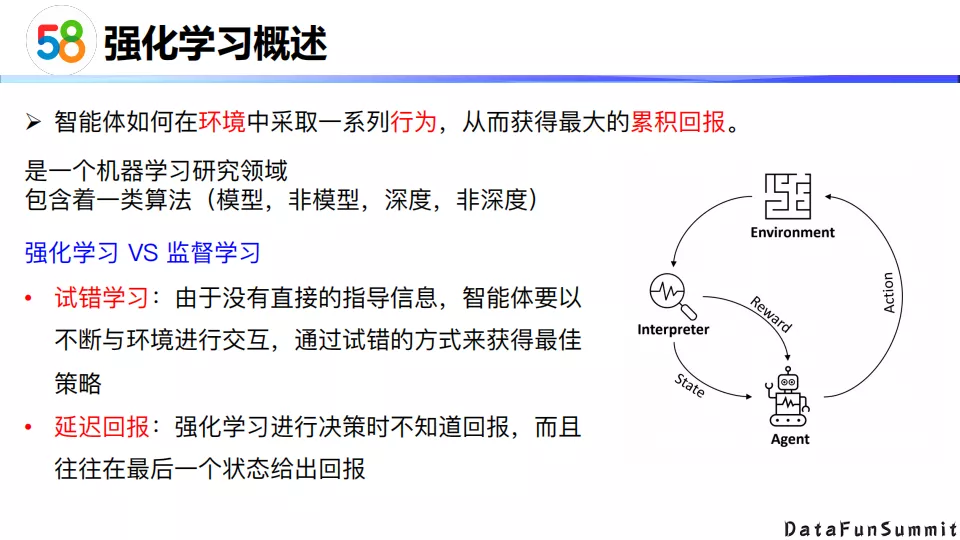 58 强化学习概述
➢ 智能体如何在环境中采取一系列行为，从而获得最大的累积回报。
是一个机器学习研究领域
包含着一类算法（模型，非模型，深度，非深度）
强化学习 VS 监督学习
• 试错学习：由于没有直接的指导信息，智能体要以
不断与环境进行交互，通过试错的方式来获得最佳
策略
• 延迟回报：强化学习进行决策时不知道回报，而且
往往在最后一个状态给出回报
Environment
Action
Interpreter
Reward
State
Agent
DataFunSummit